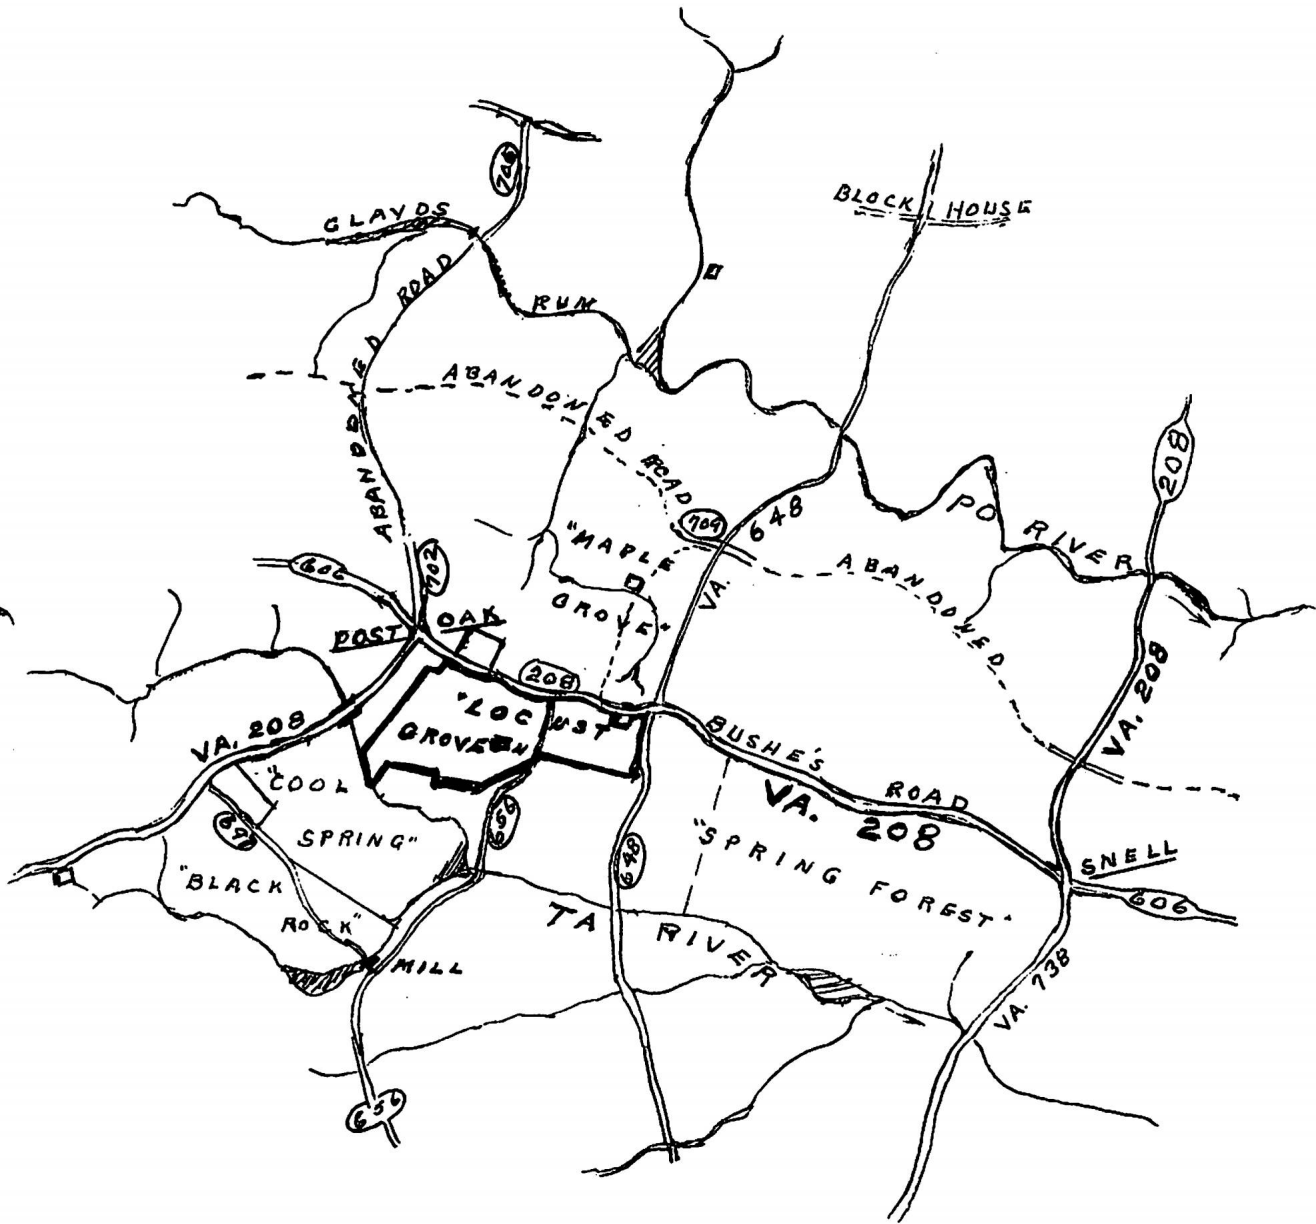 706
BLOCK HOUSE
GLAYDS
RUN
ABANDONED ROAD
ABANDONED ROAD
208
709
648
VA.
PO RIVER
"MAPLE
GROVE"
ABANDONED
606
702
POST OAK
208
VA. 208
VA. 208
"LOCUST
GROVE"
BUSHE'S
ROAD
VA.
208
"COOL
SPRING"
656
648
"SPRING FOREST"
SNELL
606
"BLACK
ROCK"
TA RIVER
MILL
VA. 738
656